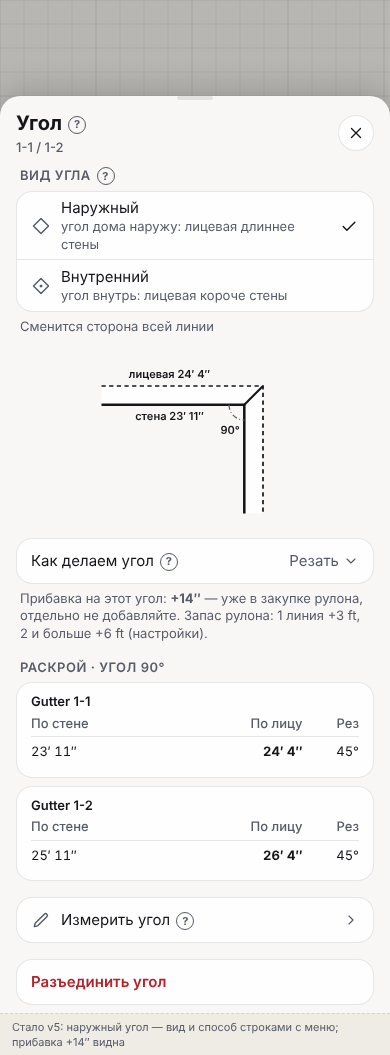 Угол ?
1-1 / 1-2
ВИД УГЛА ?
Наружный
угол дома наружу: лицевая длиннее
стены
Внутренний
угол внутрь: лицевая короче стены
Сменится сторона всей линии
лицевая 24′ 4″
стена 23′ 11″
90°
Как делаем угол ? Резать
Прибавка на этот угол: +14″ — уже в закупке рулона,
отдельно не добавляйте. Запас рулона: 1 линия +3 ft,
2 и больше +6 ft (настройки).
РАСКРОЙ · УГОЛ 90°
Gutter 1-1
По стене По лицу Рез
23′ 11″ 24′ 4″ 45°
Gutter 1-2
По стене По лицу Рез
25′ 11″ 26′ 4″ 45°
Измерить угол ?
Разъединить угол
Стало v5: наружный угол — вид и способ строками с меню;
прибавка +14″ видна